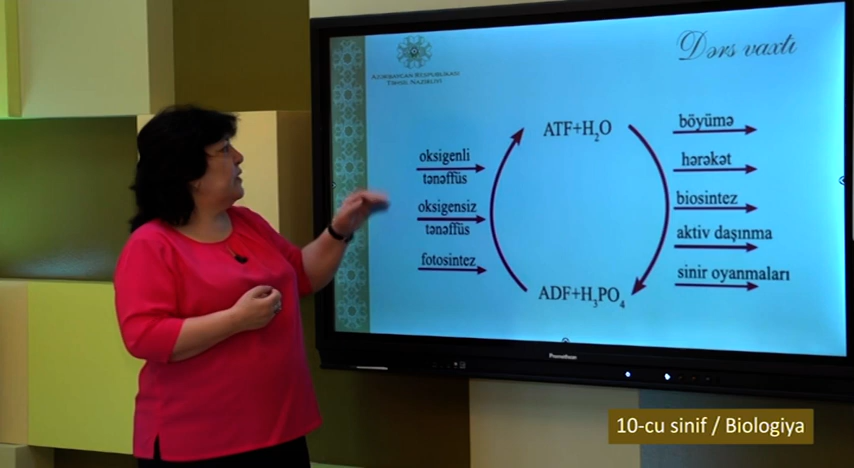 AZƏRBAYCAN RESPUBLİKASI
TƏHSİL NAZİRLİYİ
Dərs vaxtı
ATF+H₂O
oksigenli
tənəffüs
oksigensiz
tənəffüs
fotosintez
ADF+H₃PO₄
böyümə
hərəkət
biosintez
aktiv daşınma
sinir oyanmaları
Promethean
10-cu sinif / Biologiya